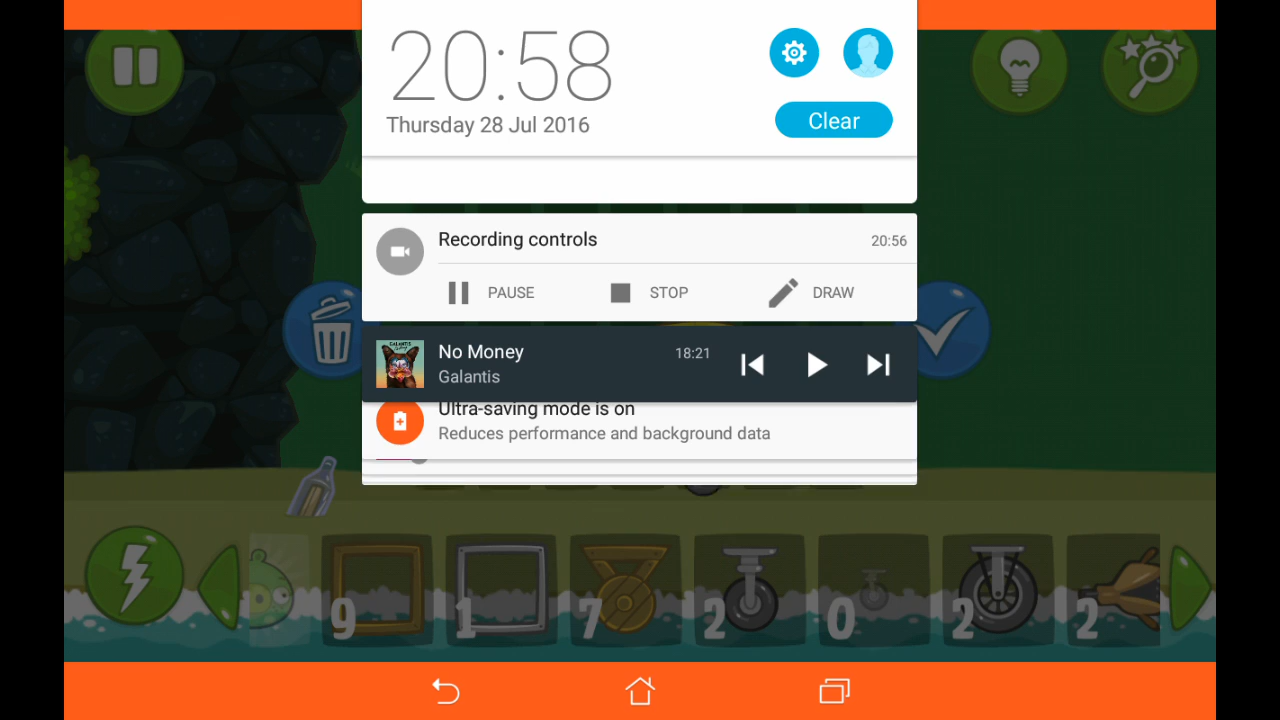 20:58
Thursday 28 Jul 2016
Clear
Recording controls 20:56
PAUSE STOP DRAW
GALANTIS
No Money 18:21
Galantis
Ultra-saving mode is on
Reduces performance and background data
9 1 7 2 0 2 2